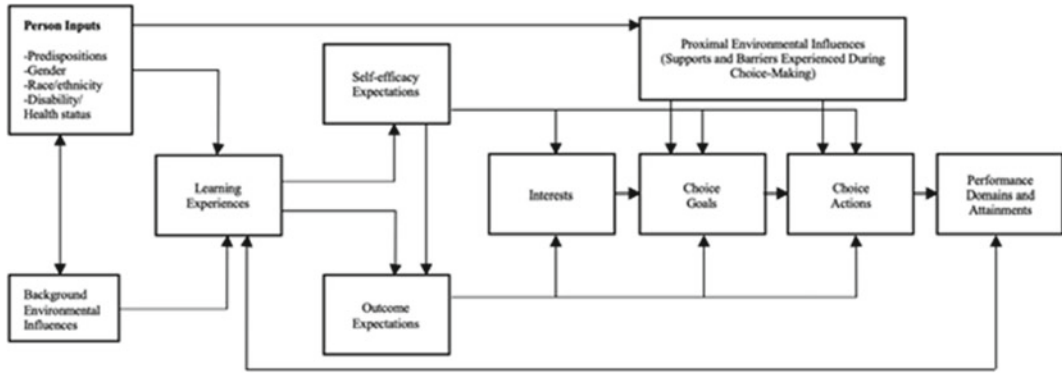 Person Inputs
-Predispositions
-Gender
-Race/ethnicity
-Disability/
Health status
Proximal Environmental Influences
(Supports and Barriers Experienced During
Choice-Making)
Self-efficacy
Expectations
Learning
Experiences
Interests
Choice
Goals
Choice
Actions
Performance
Domains and
Attainments
Background
Environmental
Influences
Outcome
Expectations